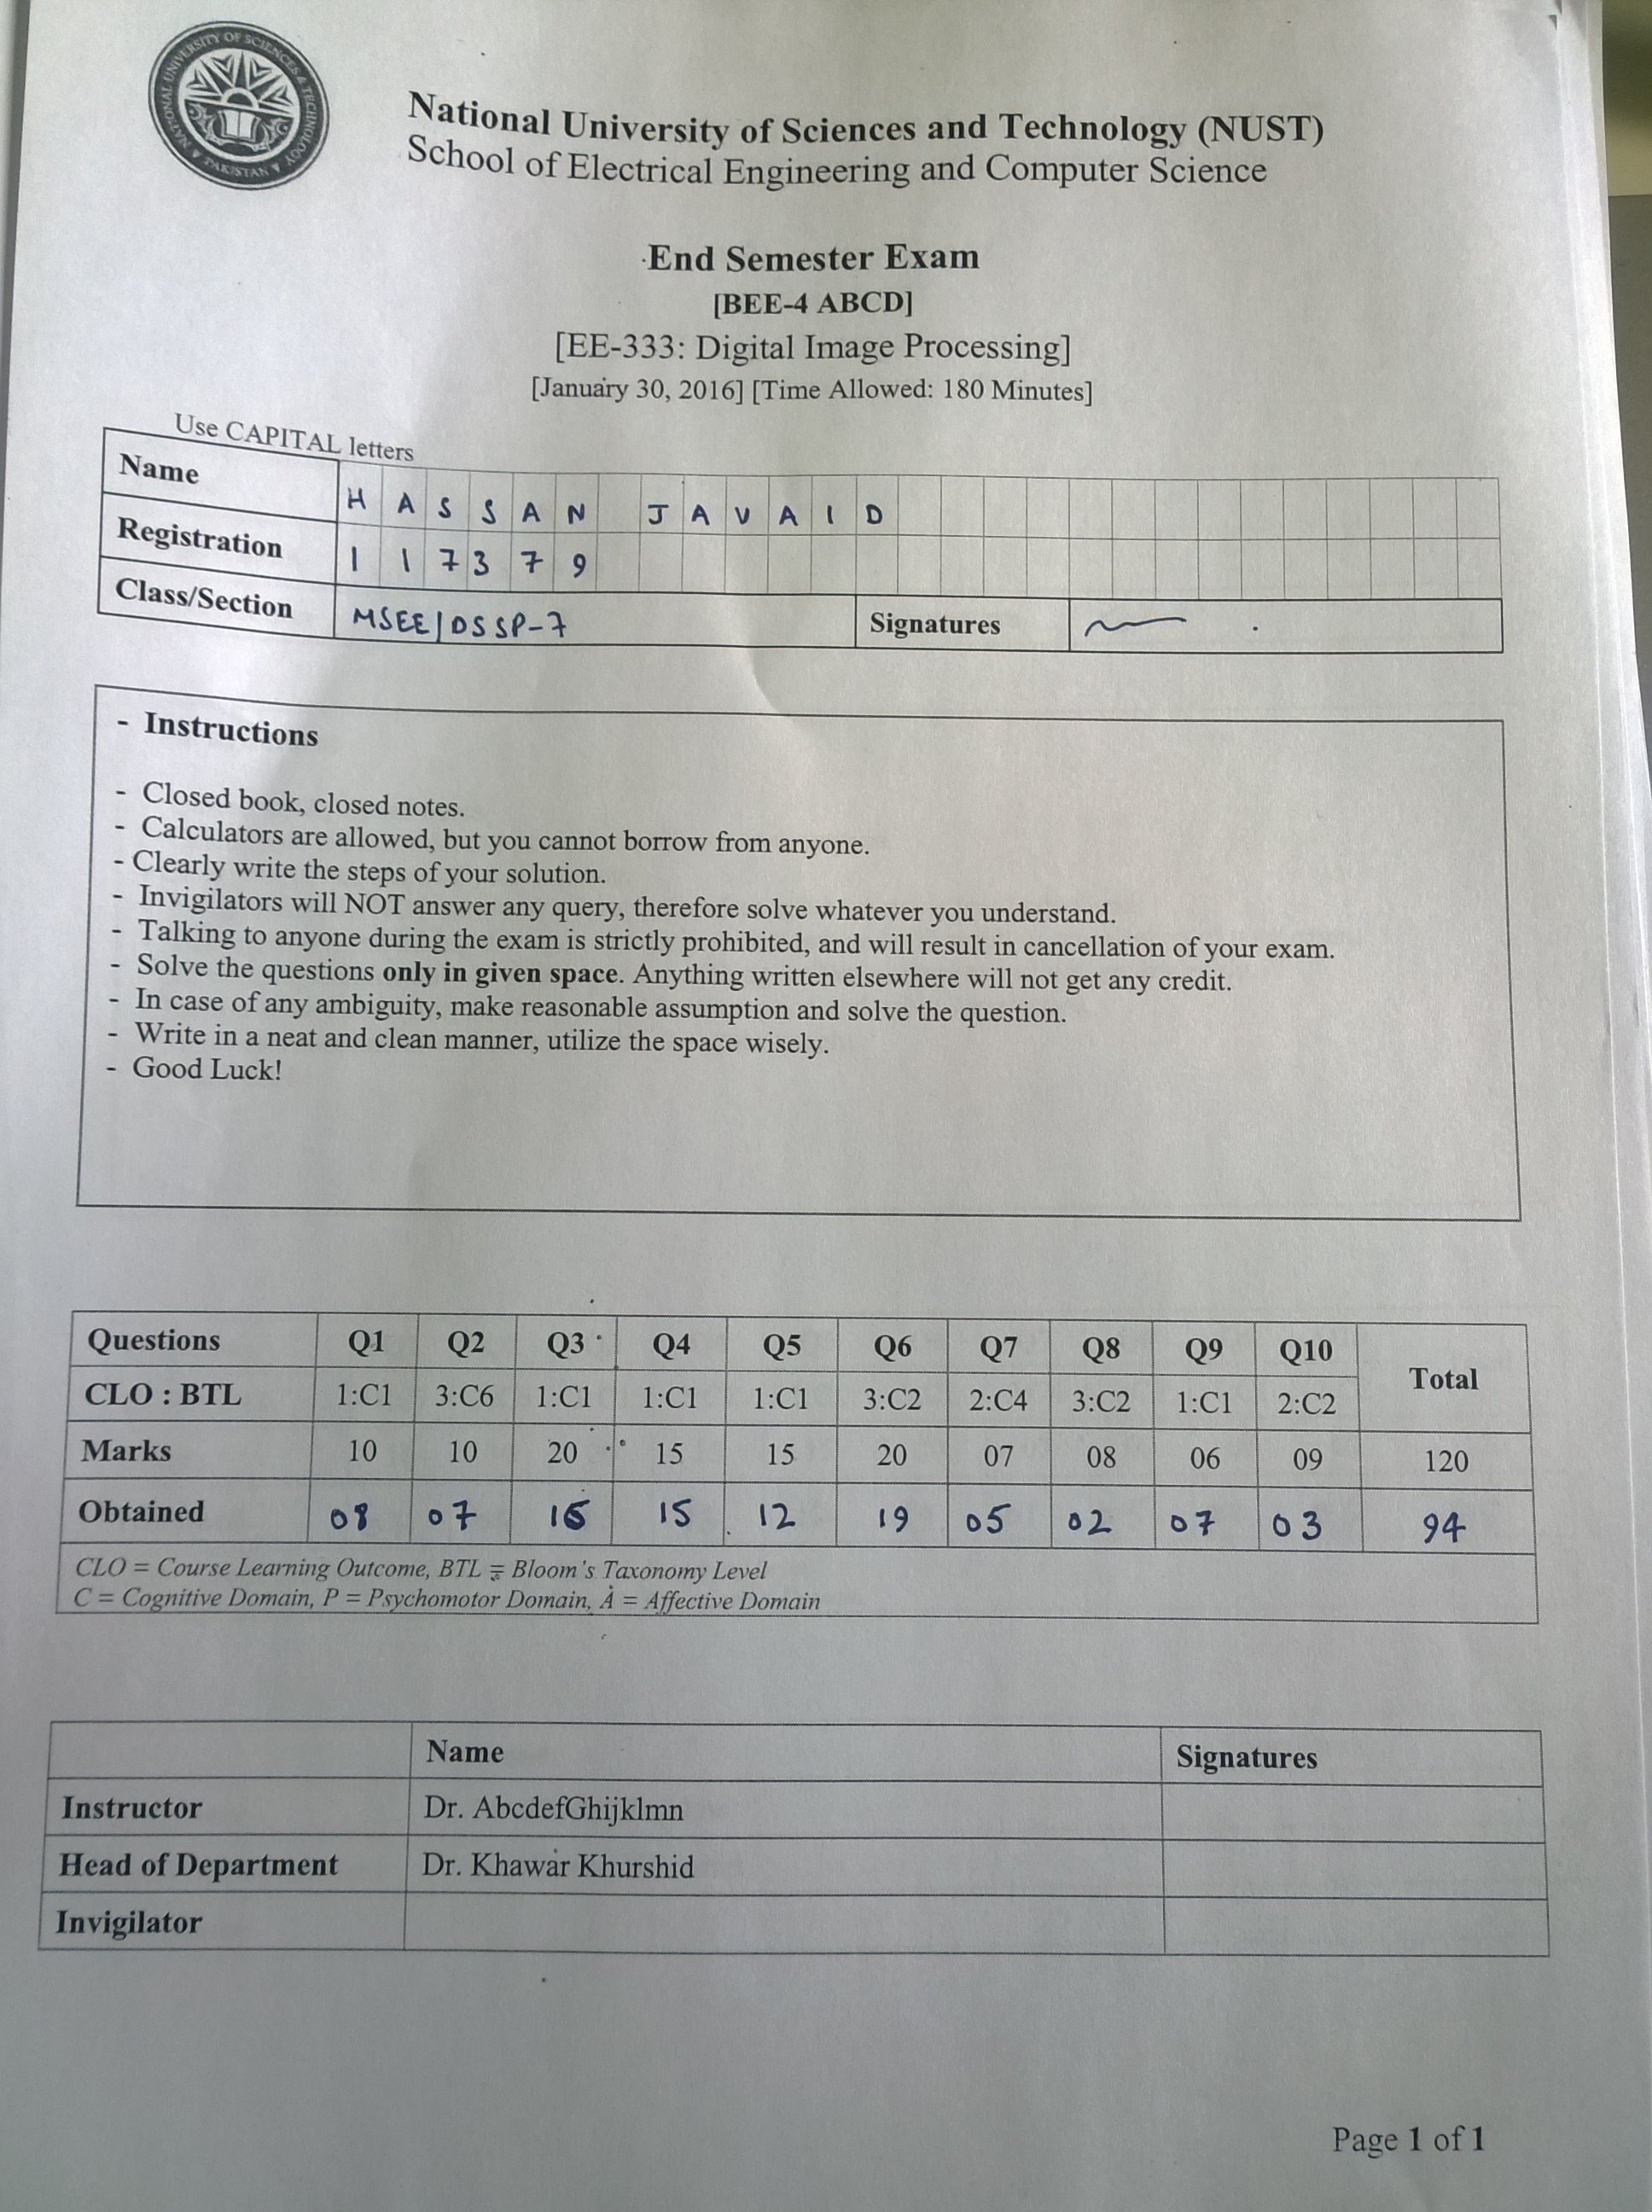 NATIONAL UNIVERSITY OF SCIENCES & TECHNOLOGY
PAKISTAN
National University of Sciences and Technology (NUST)
School of Electrical Engineering and Computer Science
End Semester Exam
[BEE-4 ABCD]
[EE-333: Digital Image Processing]
[January 30, 2016] [Time Allowed: 180 Minutes]
Use CAPITAL letters
Name HASSAN JAVAID
Registration 117379
Class/Section MSEE/DSSP-7 Signatures
- Instructions
- Closed book, closed notes.
- Calculators are allowed, but you cannot borrow from anyone.
- Clearly write the steps of your solution.
- Invigilators will NOT answer any query, therefore solve whatever you understand.
- Talking to anyone during the exam is strictly prohibited, and will result in cancellation of your exam.
- Solve the questions only in given space. Anything written elsewhere will not get any credit.
- In case of any ambiguity, make reasonable assumption and solve the question.
- Write in a neat and clean manner, utilize the space wisely.
- Good Luck!
Questions Q1 Q2 Q3 Q4 Q5 Q6 Q7 Q8 Q9 Q10 Total
CLO : BTL 1:C1 3:C6 1:C1 1:C1 1:C1 3:C2 2:C4 3:C2 1:C1 2:C2
Marks 10 10 20 15 15 20 07 08 06 09 120
Obtained 08 07 16 15 12 19 05 02 07 03 94
CLO = Course Learning Outcome, BTL = Bloom's Taxonomy Level
C = Cognitive Domain, P = Psychomotor Domain, A = Affective Domain
Name Signatures
Instructor Dr. AbcdefGhijklmn
Head of Department Dr. Khawar Khurshid
Invigilator
Page 1 of 1